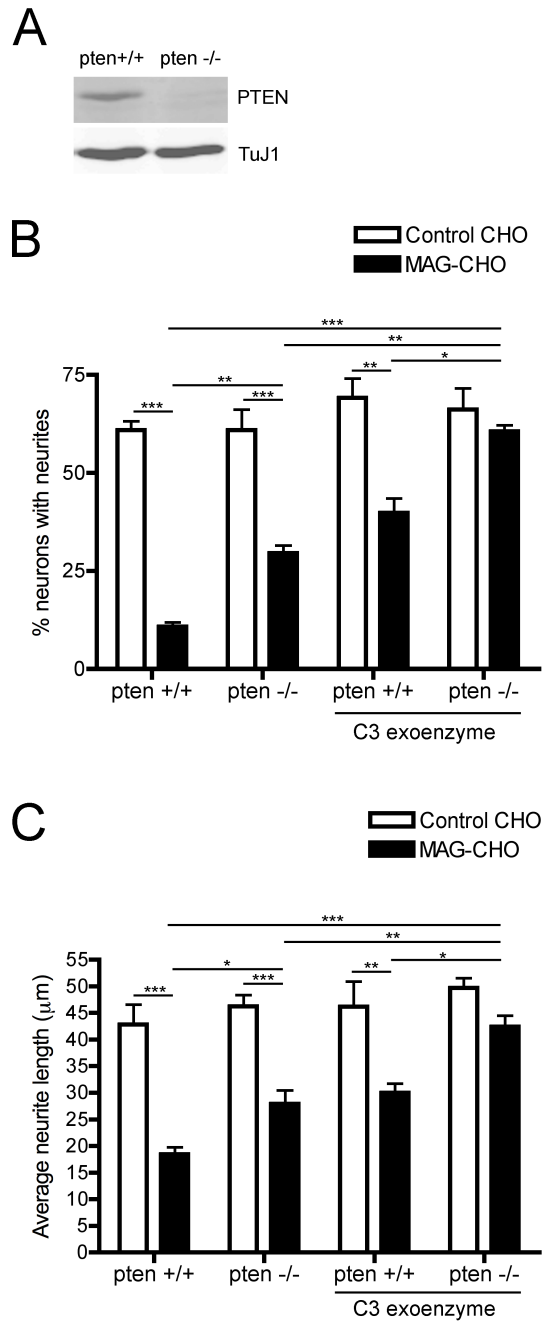 A
pten+/+ pten -/-
PTEN
TuJ1
B
Control CHO
MAG-CHO
***
**
** *
**
*** ***
75
50
25
0
% neurons with neurites
pten +/+ pten -/- pten +/+ pten -/-
C3 exoenzyme
C
Control CHO
MAG-CHO
***
**
* ** *
*** ***
55
50
45
40
35
30
25
20
15
10
5
0
Average neurite length (µm)
pten +/+ pten -/- pten +/+ pten -/-
C3 exoenzyme